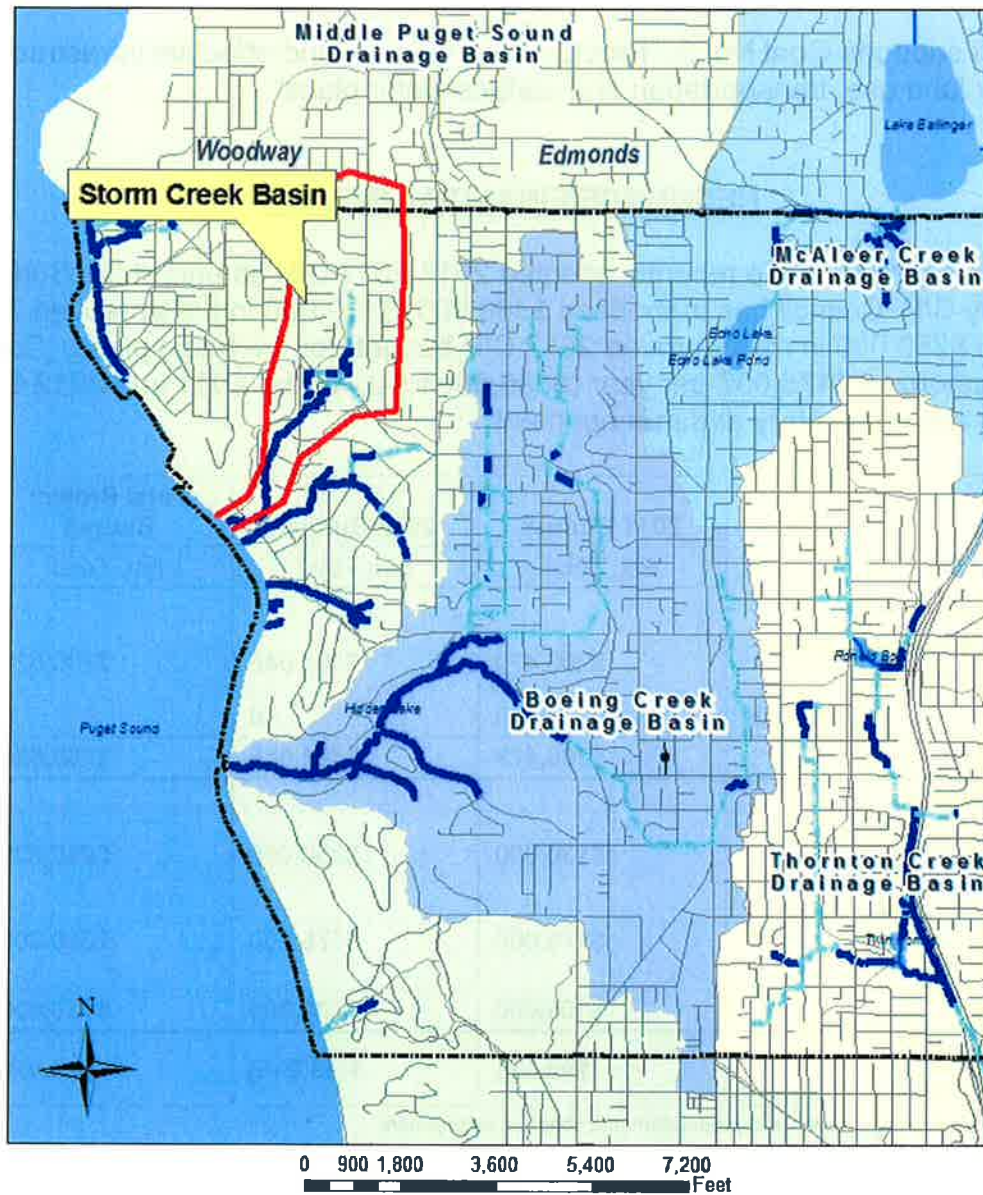 Middle Puget Sound
Drainage Basin
Woodway
Edmonds
Lake Ballinger
Storm Creek Basin
McAleer Creek
Drainage Basin
Echo Lake
Echo Lake Pond
Hidden Lake
Puget Sound
Boeing Creek
Drainage Basin
Thornton Creek
Drainage Basin
N
0 900 1,800 3,600 5,400 7,200
Feet